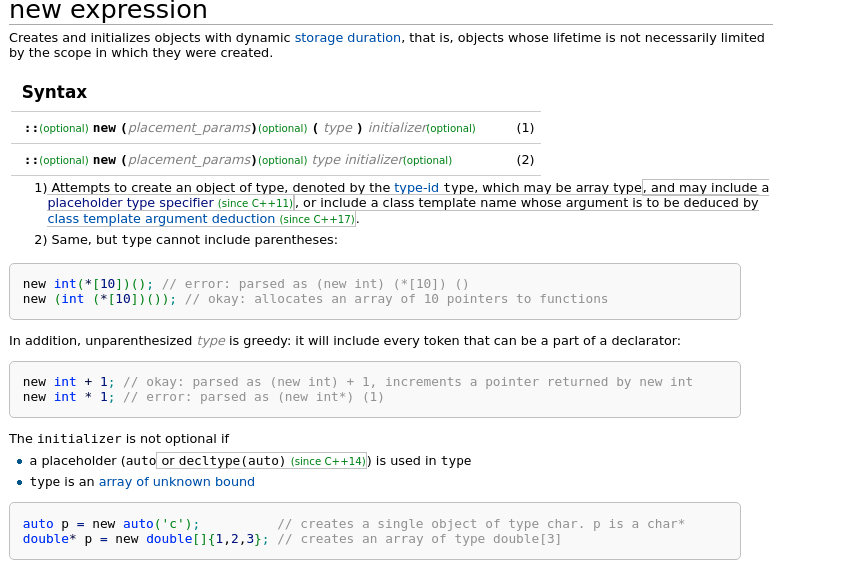 new expression
Creates and initializes objects with dynamic storage duration, that is, objects whose lifetime is not necessarily limited
by the scope in which they were created.
Syntax
::(optional) new (placement_params)(optional) ( type ) initializer(optional) (1)
::(optional) new (placement_params)(optional) type initializer(optional) (2)
1) Attempts to create an object of type, denoted by the type-id type, which may be array type, and may include a
placeholder type specifier (since C++11), or include a class template name whose argument is to be deduced by
class template argument deduction (since C++17).
2) Same, but type cannot include parentheses:
new int(*[10])(); // error: parsed as (new int) (*[10]) ()
new (int (*[10])()); // okay: allocates an array of 10 pointers to functions
In addition, unparenthesized type is greedy: it will include every token that can be a part of a declarator:
new int + 1; // okay: parsed as (new int) + 1, increments a pointer returned by new int
new int * 1; // error: parsed as (new int*) (1)
The initializer is not optional if
• a placeholder (auto or decltype(auto) (since C++14)) is used in type
• type is an array of unknown bound
auto p = new auto('c');          // creates a single object of type char. p is a char*
double* p = new double[]{1,2,3}; // creates an array of type double[3]